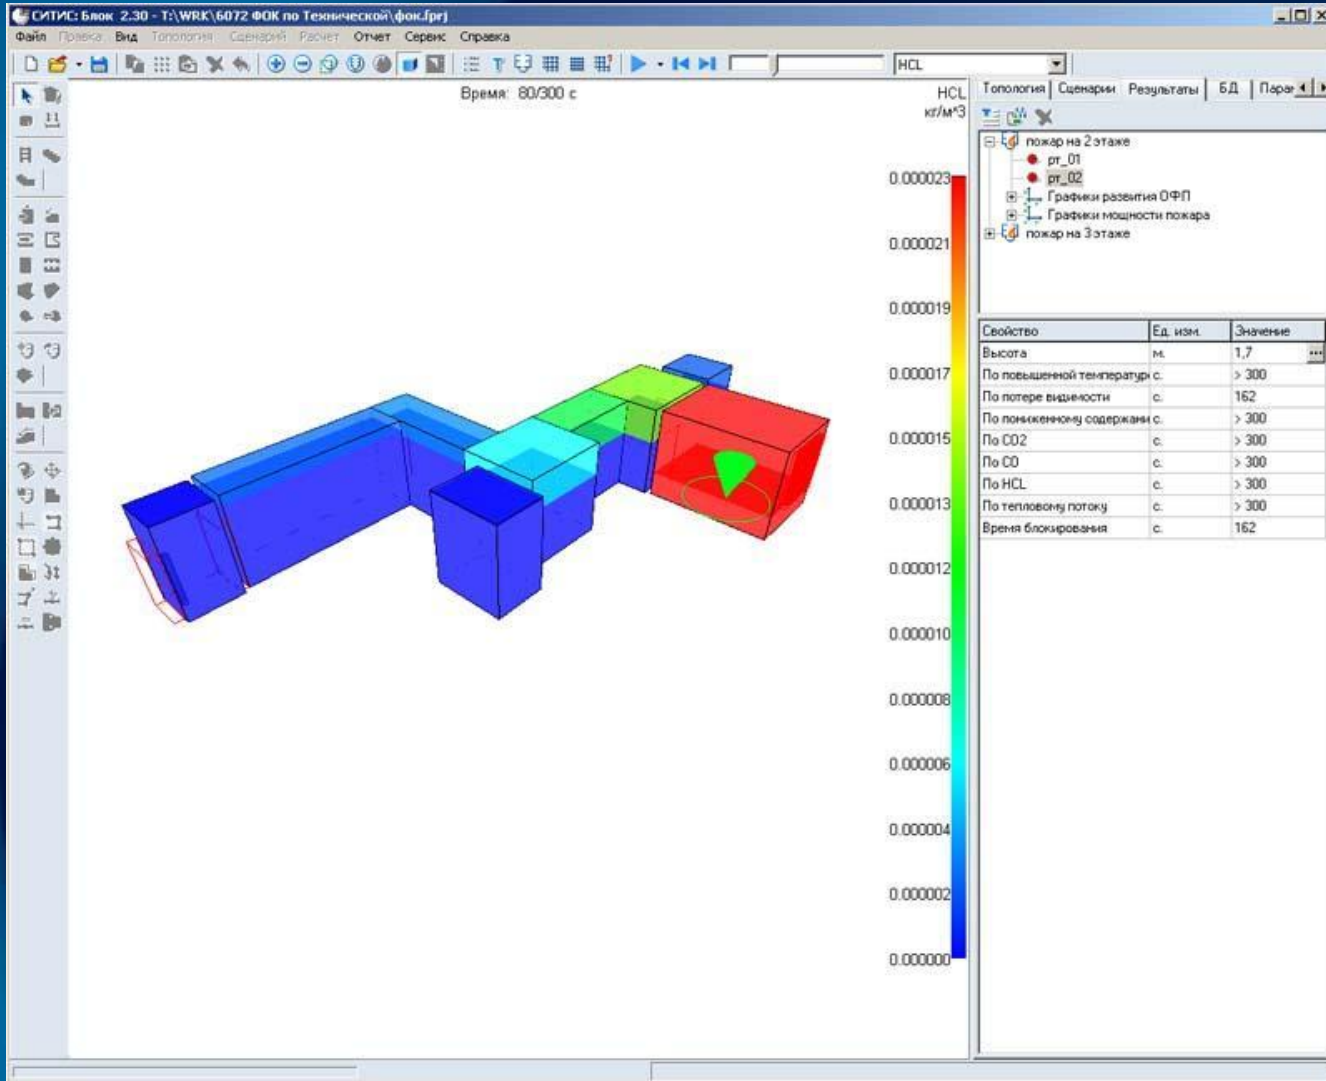 СИТИС: Блок 2.30 - T:\WRK\6072 ФОК по Технической\фок.fprj
Файл Правка Вид Топология Сценарий Расчет Отчет Сервис Справка
HCL
Время: 80/300 с
HCL
кг/м^3
0.000023
0.000021
0.000019
0.000017
0.000015
0.000013
0.000012
0.000010
0.000008
0.000006
0.000004
0.000002
0.000000
Топология Сценарии Результаты БД Парам
пожар на 2 этаже
рт_01
рт_02
Графики развития ОФП
Графики мощности пожара
пожар на 3 этаже
Свойство Ед. изм. Значение
Высота м. 1,7 ...
По повышенной температур с. > 300
По потере видимости с. 162
По пониженному содержани с. > 300
По CO2 с. > 300
По CO с. > 300
По HCL с. > 300
По тепловому потоку с. > 300
Время блокирования с. 162